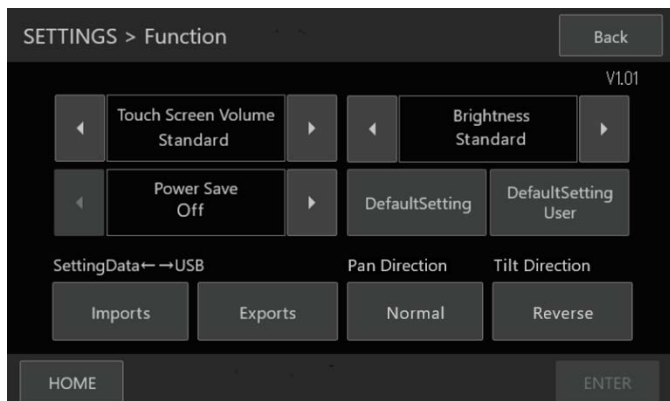 SETTINGS > Function
Back
V1.01
Touch Screen Volume
Standard
Brightness
Standard
Power Save
Off
DefaultSetting
DefaultSetting
User
SettingData←→USB
Pan Direction
Tilt Direction
Imports
Exports
Normal
Reverse
HOME
ENTER